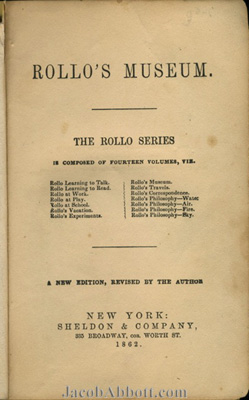 ROLLO'S MUSEUM.
THE ROLLO SERIES
IS COMPOSED OF FOURTEEN VOLUMES, VIZ.
Rollo Learning to Talk.
Rollo Learning to Read.
Rollo at Work.
Rollo at Play.
Rollo at School.
Rollo's Vacation.
Rollo's Experiments.
Rollo's Museum.
Rollo's Travels.
Rollo's Correspondence.
Rollo's Philosophy—Water.
Rollo's Philosophy—Air.
Rollo's Philosophy—Fire.
Rollo's Philosophy—Sky.
A NEW EDITION, REVISED BY THE AUTHOR
NEW YORK:
SHELDON & COMPANY,
335 BROADWAY, COR. WORTH ST.
1862.
JacobAbbott.com